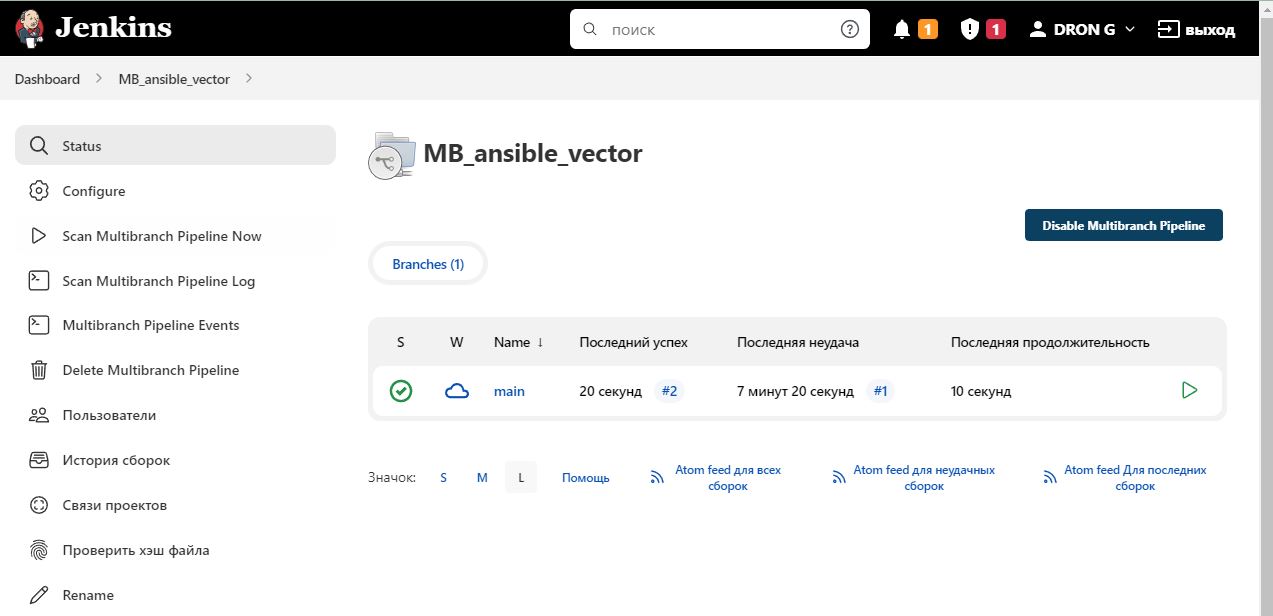 Jenkins
поиск
1
1
DRON G
выход
Dashboard
MB_ansible_vector
Status
Configure
Scan Multibranch Pipeline Now
Scan Multibranch Pipeline Log
Multibranch Pipeline Events
Delete Multibranch Pipeline
Пользователи
История сборок
Связи проектов
Проверить хэш файла
Rename
MB_ansible_vector
Disable Multibranch Pipeline
Branches (1)
S W Name ↓ Последний успех Последняя неудача Последняя продолжительность
main 20 секунд #2 7 минут 20 секунд #1 10 секунд
Значок: S M L Помощь
Atom feed для всех
сборок
Atom feed для неудачных
сборок
Atom feed Для последних
сборок